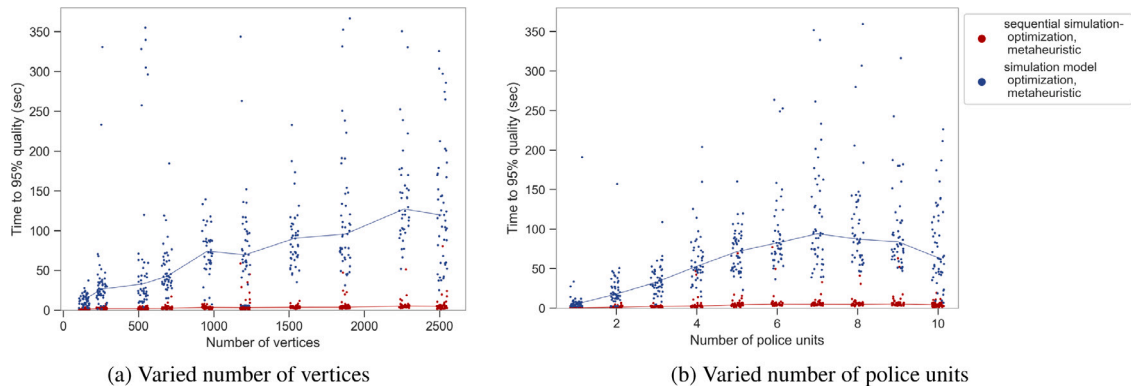 350
300
250
200
150
100
50
0
Time to 95% quality (sec)
0
500
1000
1500
2000
2500
Number of vertices
(a) Varied number of vertices
350
300
250
200
150
100
50
0
Time to 95% quality (sec)
2
4
6
8
10
Number of police units
(b) Varied number of police units
sequential simulation-
optimization,
metaheuristic
simulation model
optimization,
metaheuristic